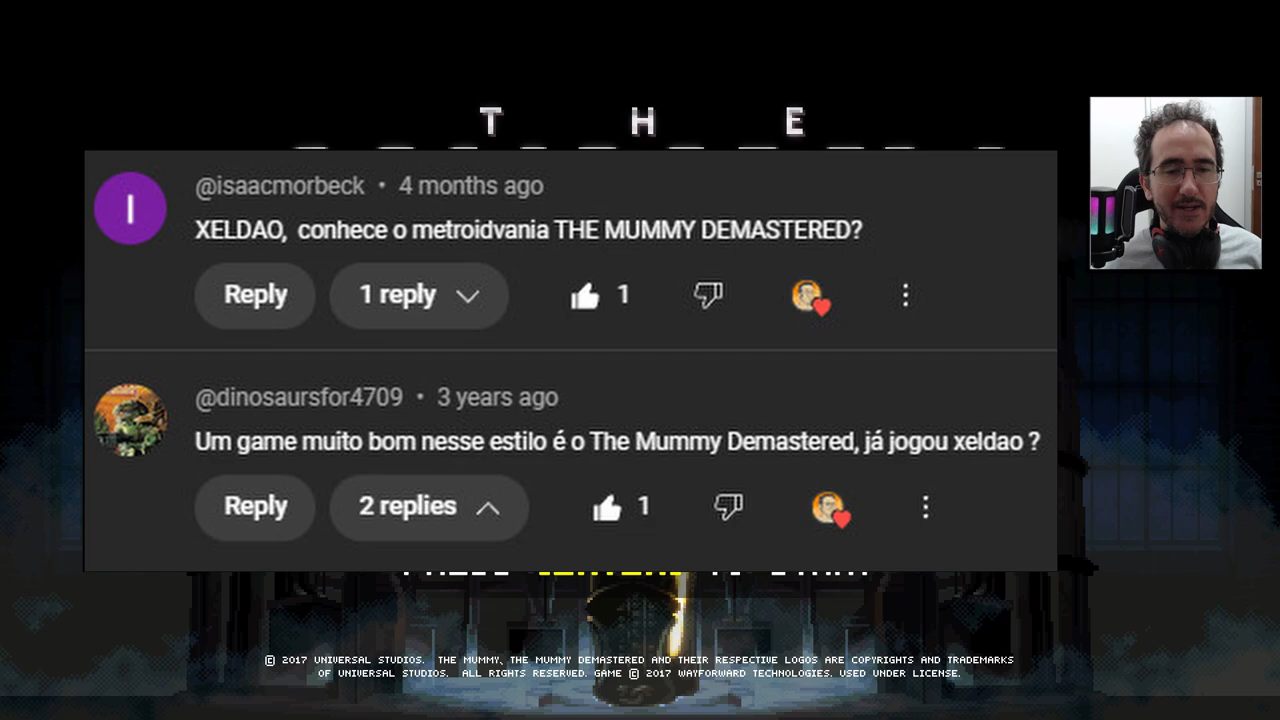 T H E
I
@isaacmorbeck • 4 months ago
XELDAO, conhece o metroidvania THE MUMMY DEMASTERED?
Reply
1 reply
1
@dinosaursfor4709 • 3 years ago
Um game muito bom nesse estilo é o The Mummy Demastered, já jogou xeldao ?
Reply
2 replies
1
© 2017 UNIVERSAL STUDIOS. THE MUMMY, THE MUMMY DEMASTERED AND THEIR RESPECTIVE LOGOS ARE COPYRIGHTS AND TRADEMARKS
OF UNIVERSAL STUDIOS. ALL RIGHTS RESERVED. GAME © 2017 WAYFORWARD TECHNOLOGIES. USED UNDER LICENSE.